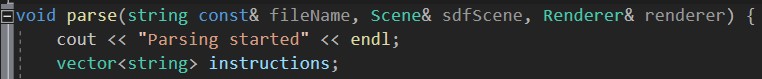 void parse(string const& fileName, Scene& sdfScene, Renderer& renderer) {
cout << "Parsing started" << endl;
vector<string> instructions;